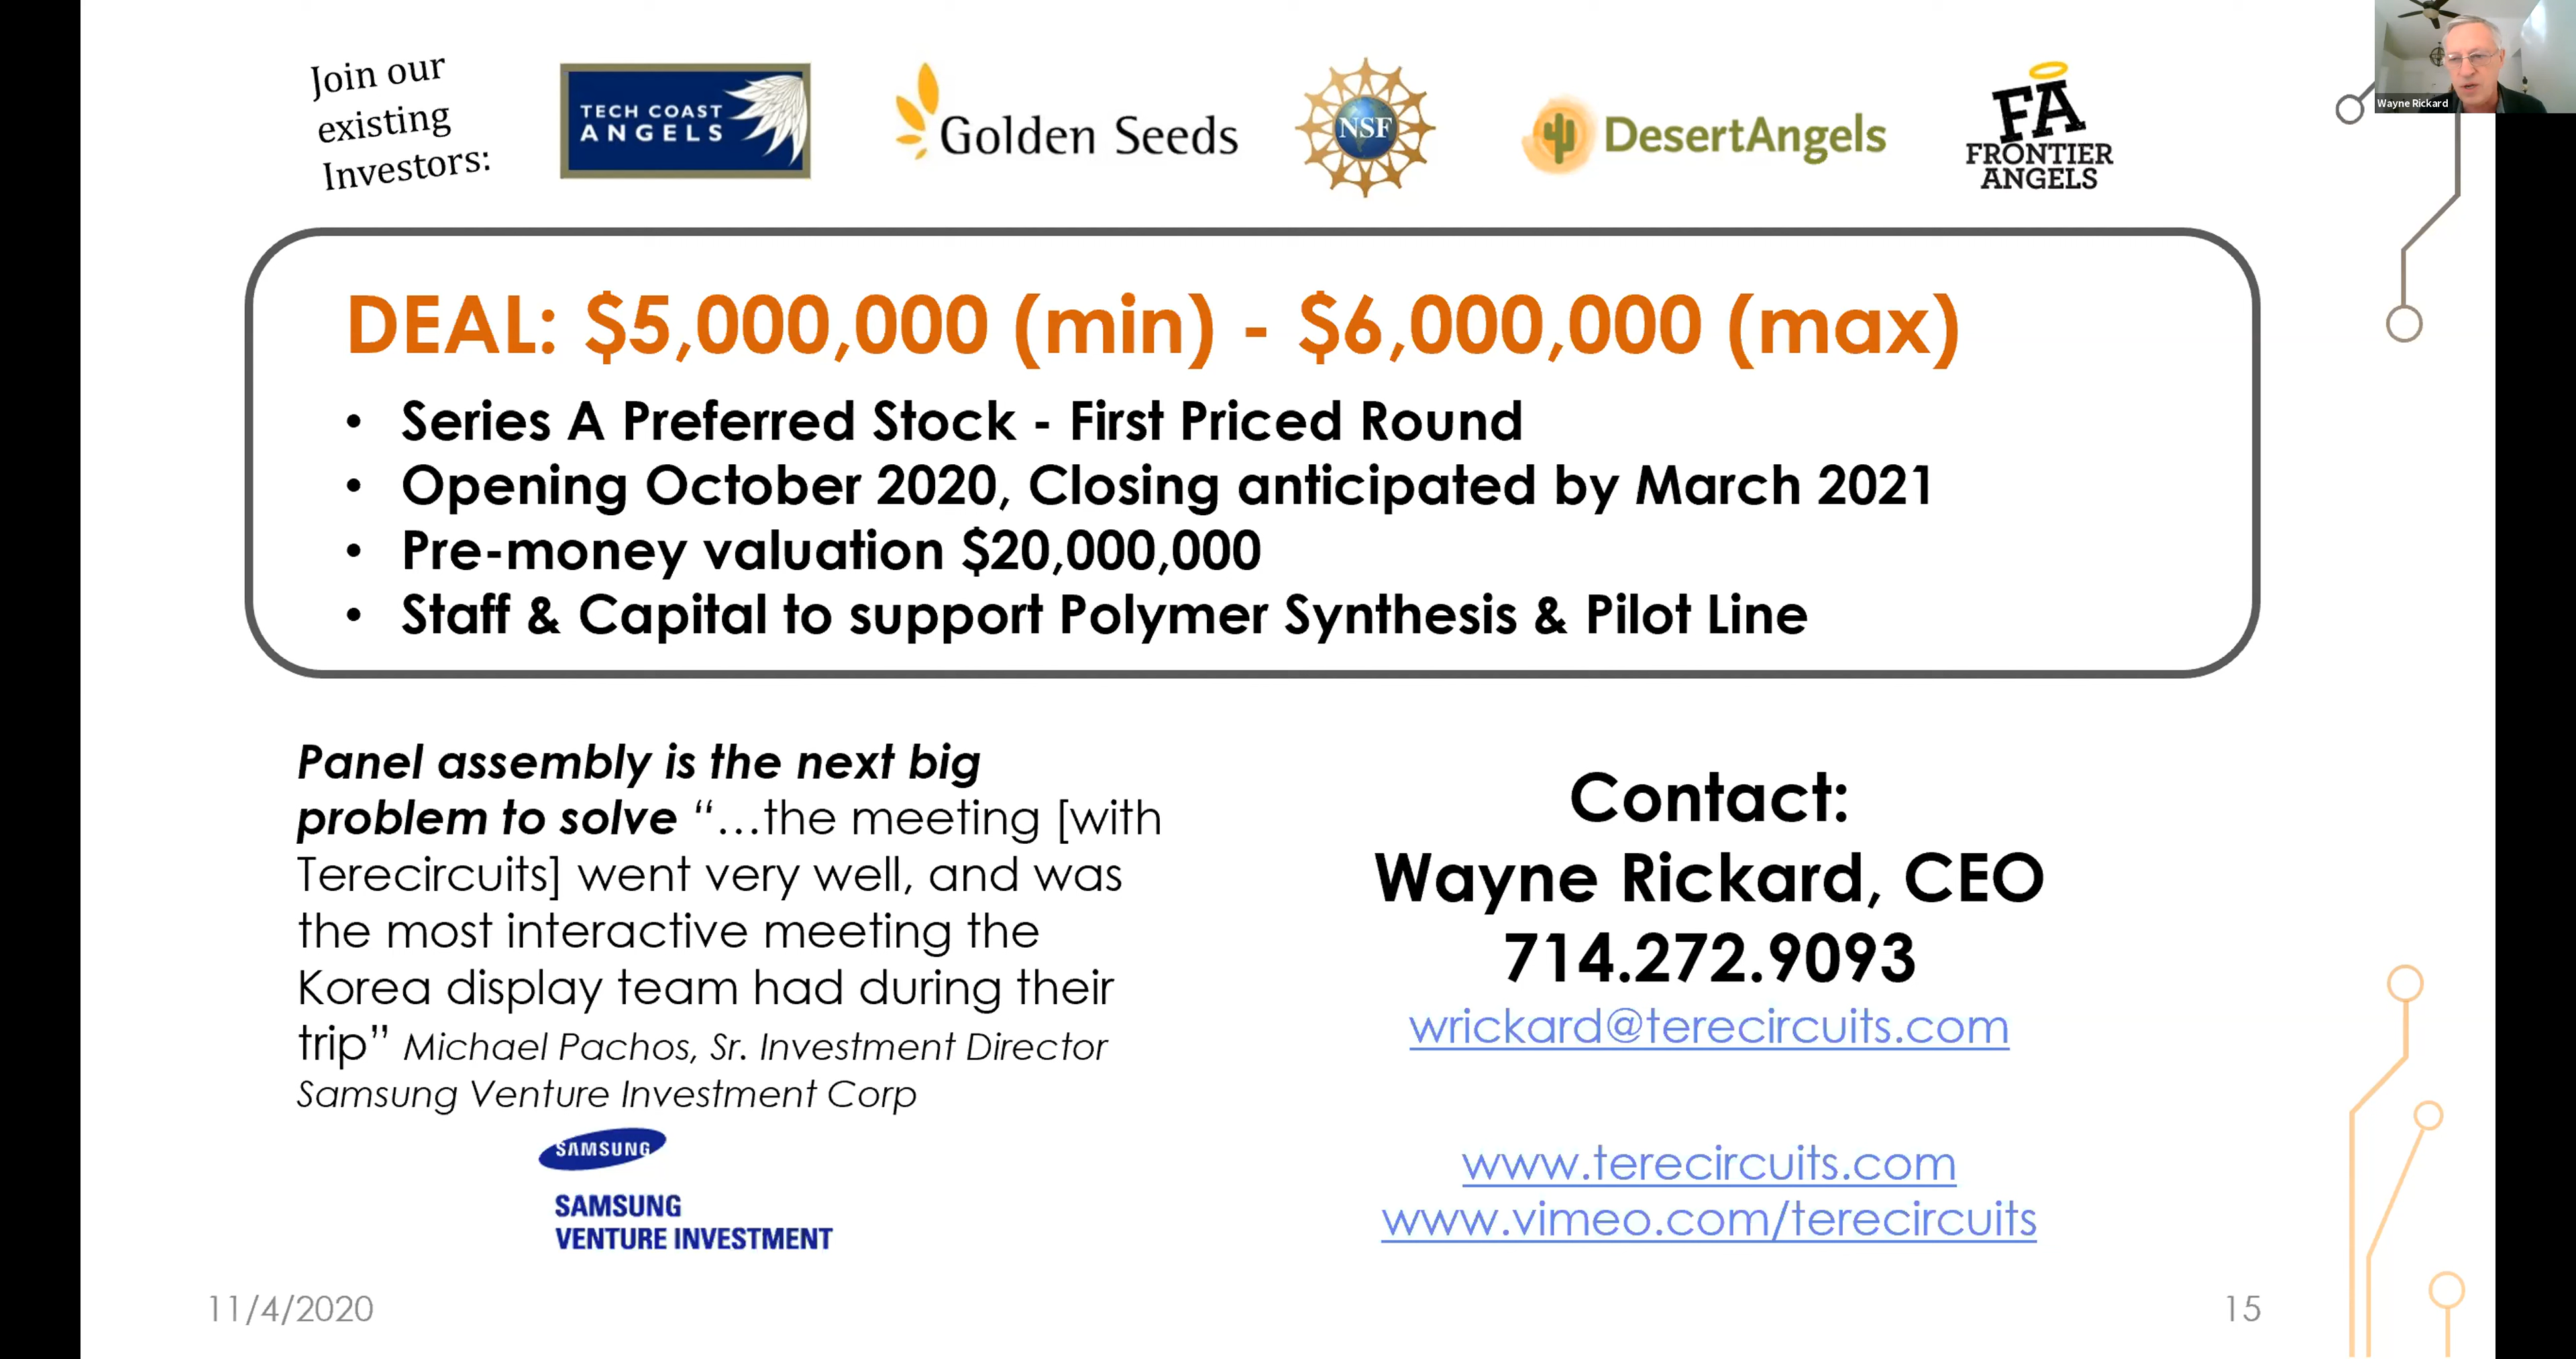 Join our
existing
Investors:
TECH COAST
ANGELS
Golden Seeds
NSF
DesertAngels
FA
FRONTIER
ANGELS
Wayne Rickard
DEAL: $5,000,000 (min) - $6,000,000 (max)
• Series A Preferred Stock - First Priced Round
• Opening October 2020, Closing anticipated by March 2021
• Pre-money valuation $20,000,000
• Staff & Capital to support Polymer Synthesis & Pilot Line
Panel assembly is the next big
problem to solve “…the meeting [with
Terecircuits] went very well, and was
the most interactive meeting the
Korea display team had during their
trip” Michael Pachos, Sr. Investment Director
Samsung Venture Investment Corp
SAMSUNG
SAMSUNG
VENTURE INVESTMENT
Contact:
Wayne Rickard, CEO
714.272.9093
wrickard@terecircuits.com
www.terecircuits.com
www.vimeo.com/terecircuits
11/4/2020
15